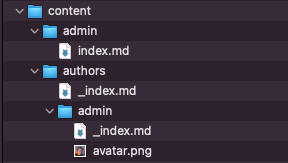 content
admin
index.md
authors
_index.md
admin
_index.md
avatar.png